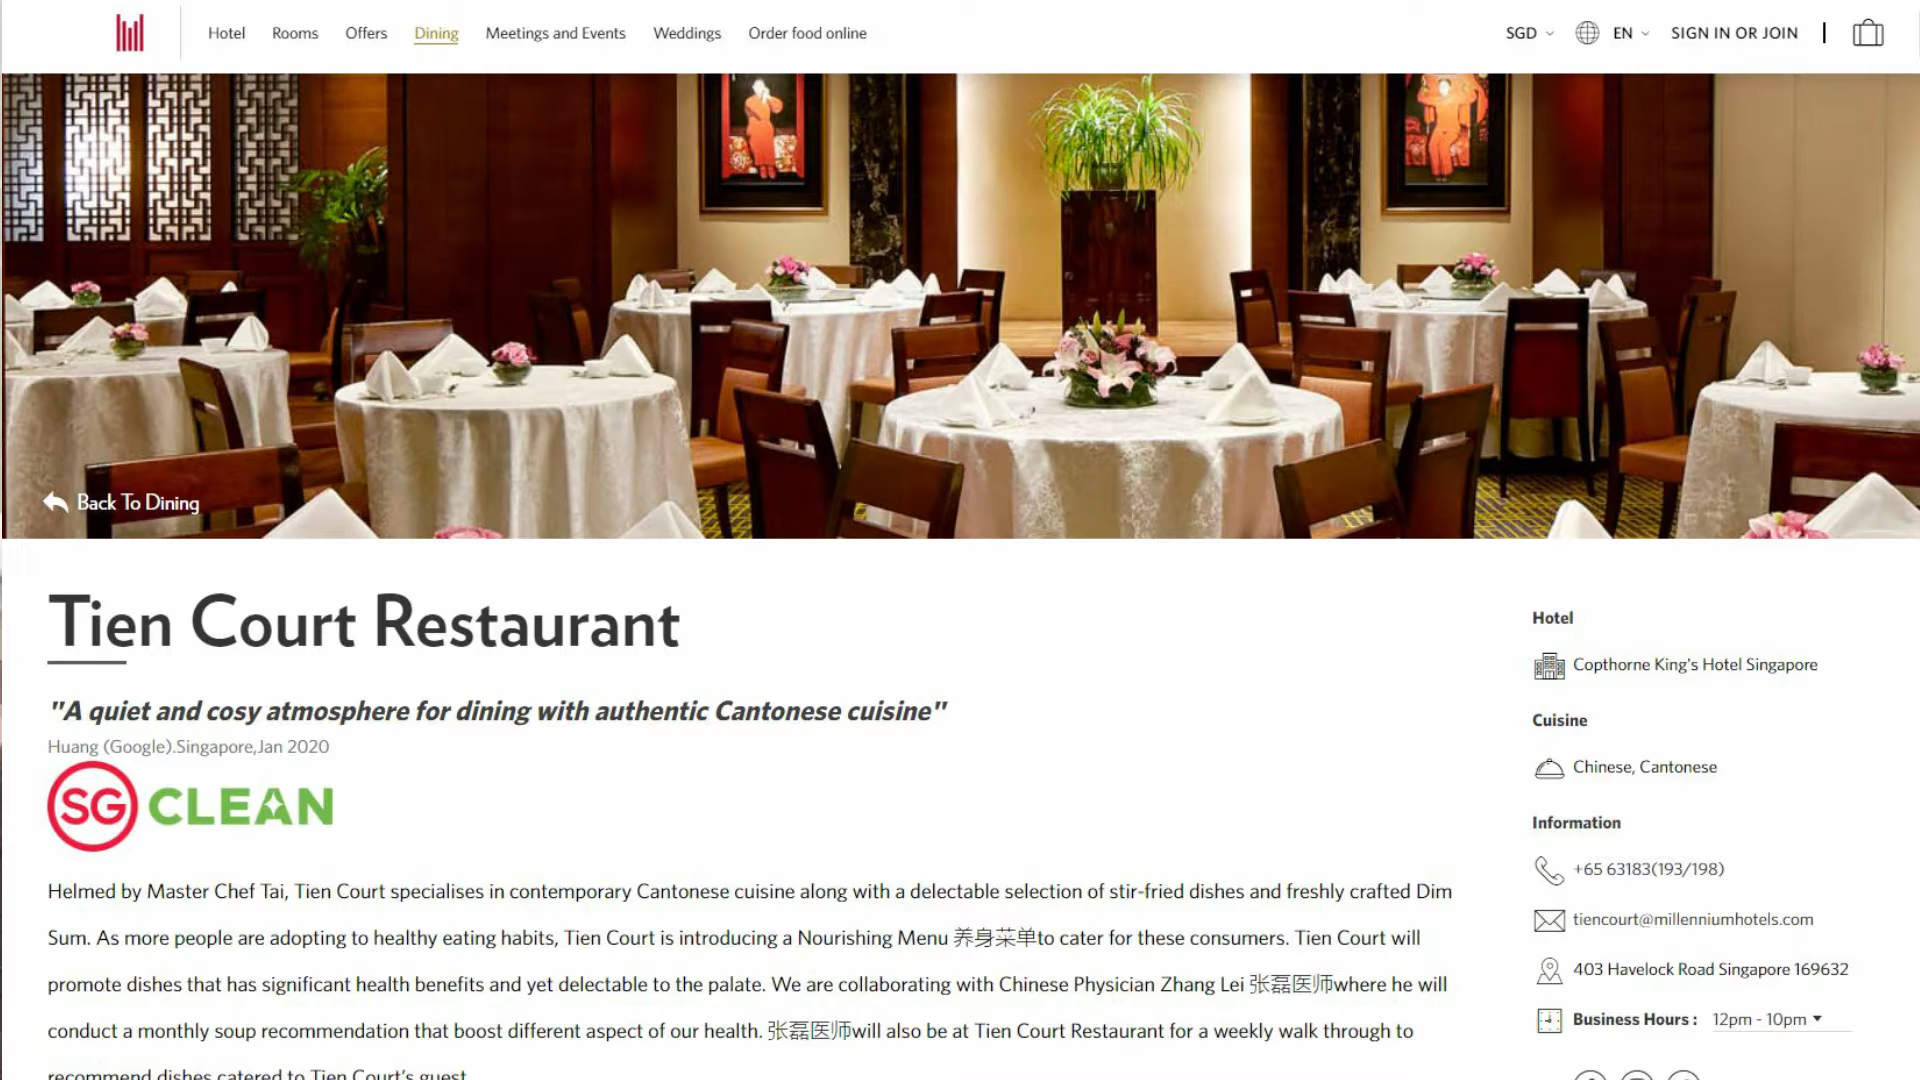 Hotel Rooms Offers Dining Meetings and Events Weddings Order food online SGD EN SIGN IN OR JOIN
Back To Dining
Tien Court Restaurant
"A quiet and cosy atmosphere for dining with authentic Cantonese cuisine"
Huang (Google).Singapore,Jan 2020
SG CLEAN
Helmed by Master Chef Tai, Tien Court specialises in contemporary Cantonese cuisine along with a delectable selection of stir-fried dishes and freshly crafted Dim
Sum. As more people are adopting to healthy eating habits, Tien Court is introducing a Nourishing Menu 养身菜单to cater for these consumers. Tien Court will
promote dishes that has significant health benefits and yet delectable to the palate. We are collaborating with Chinese Physician Zhang Lei 张磊医师where he will
conduct a monthly soup recommendation that boost different aspect of our health. 张磊医师will also be at Tien Court Restaurant for a weekly walk through to
recommend dishes catered to Tien Court's guest.
Hotel
Copthorne King's Hotel Singapore
Cuisine
Chinese, Cantonese
Information
+65 63183(193/198)
tiencourt@millenniumhotels.com
403 Havelock Road Singapore 169632
Business Hours : 12pm - 10pm